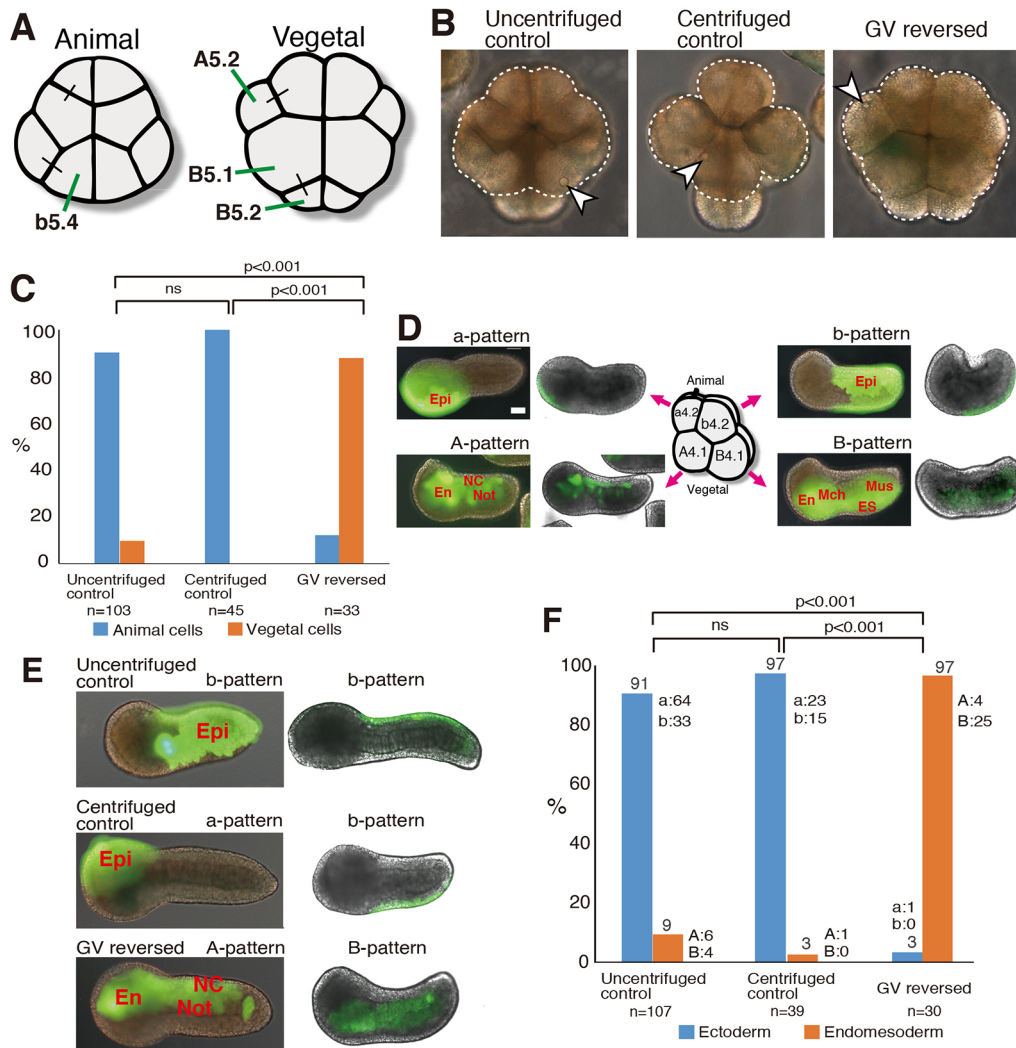 A
Animal
Vegetal
A5.2
B5.1
B5.2
b5.4
B
Uncentrifuged
control
Centrifuged
control
GV reversed
C
p<0.001
ns
p<0.001
100
80
60
%
40
20
0
Uncentrifuged
control
n=103
Centrifuged
control
n=45
GV reversed
n=33
Animal cells
Vegetal cells
D
a-pattern
Epi
b-pattern
Epi
Animal
a4.2
b4.2
A4.1
B4.1
Vegetal
A-pattern
En
NC
Not
B-pattern
En
Mch
Mus
ES
E
Uncentrifuged
control
b-pattern
Epi
b-pattern
Centrifuged
control
a-pattern
Epi
b-pattern
GV reversed
A-pattern
En
NC
Not
B-pattern
F
p<0.001
ns
p<0.001
100
80
60
%
40
20
0
91
a:64
b:33
9
A:6
B:4
97
a:23
b:15
3
A:1
B:0
a:1
b:0
3
97
A:4
B:25
Uncentrifuged
control
n=107
Centrifuged
control
n=39
GV reversed
n=30
Ectoderm
Endomesoderm